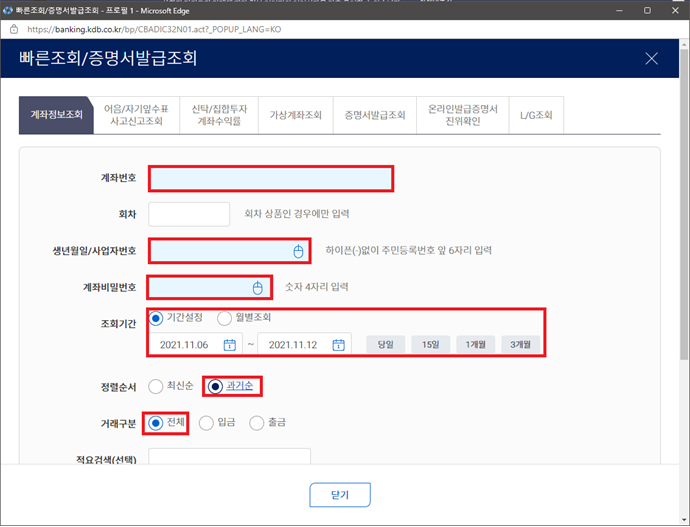 빠른조회/증명서발급조회 - 프로필 1 - Microsoft Edge
https://banking.kdb.co.kr/bp/CBADIC32N01.act?_POPUP_LANG=KO
빠른조회/증명서발급조회
계좌정보조회
어음/자기앞수표
사고신고조회
신탁/집합투자
계좌수익률
가상계좌조회
증명서발급조회
온라인발급증명서
진위확인
L/G조회
계좌번호
회차 회차 상품인 경우에만 입력
생년월일/사업자번호 하이픈(-)없이 주민등록번호 앞 6자리 입력
계좌비밀번호 숫자 4자리 입력
조회기간 기간설정 월별조회
2021.11.06 ~ 2021.11.12 당일 15일 1개월 3개월
정렬순서 최신순 과거순
거래구분 전체 입금 출금
적요검색(선택)
닫기